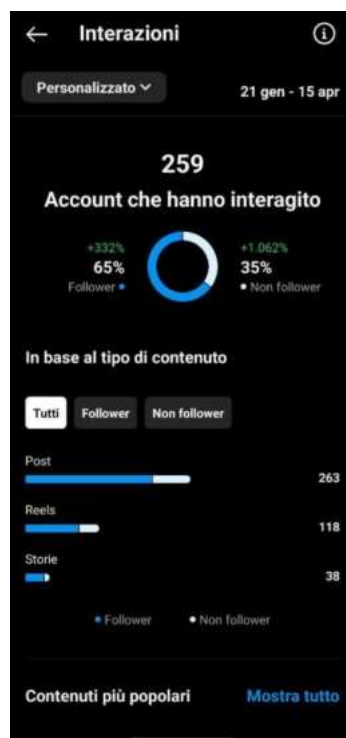 Interazioni
Personalizzato
21 gen - 15 apr
259
Account che hanno interagito
+332%
65%
Follower
+1.062%
35%
Non follower
In base al tipo di contenuto
Tutti Follower Non follower
Post
263
Reels
118
Storie
38
Follower Non follower
Contenuti più popolari Mostra tutto